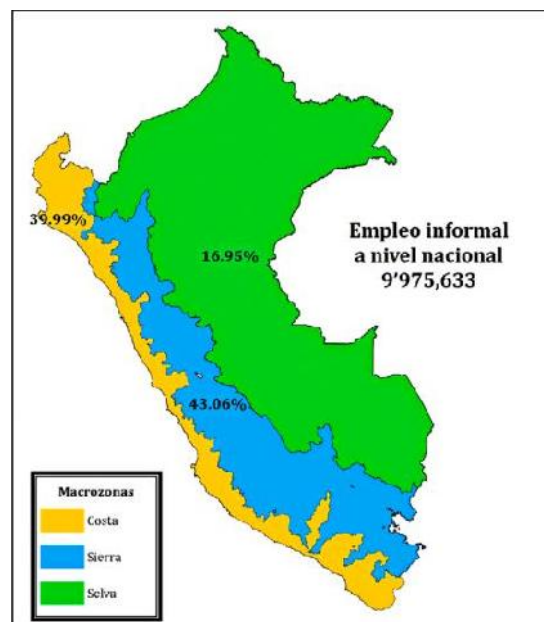 39.99%
16.95%
Empleo informal
a nivel nacional
9'975,633
43.06%
Macrozonas
Costa
Sierra
Selva